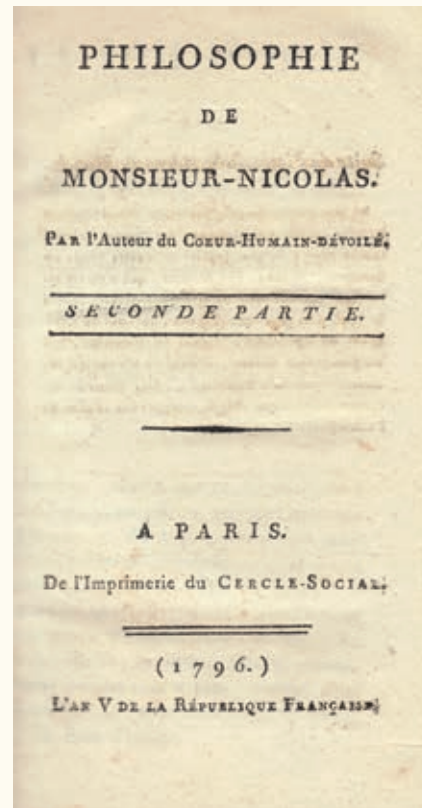 PHILOSOPHIE
DE
MONSIEUR-NICOLAS.
PAR l'Auteur du COEUR-HUMAIN-DÉVOILÉ.
SECONDE PARTIE.
A PARIS.
De l'Imprimerie du CERCLE-SOCIAL.
(1796.)
L'AN V DE LA RÉPUBLIQUE FRANÇAISE.